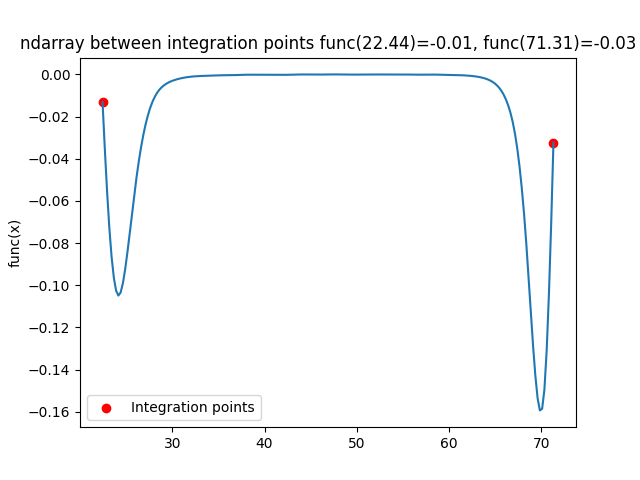 ndarray between integration points func(22.44)=-0.01, func(71.31)=-0.03
0.00
−0.02
−0.04
−0.06
−0.08
−0.10
−0.12
−0.14
−0.16
func(x)
Integration points
30 40 50 60 70